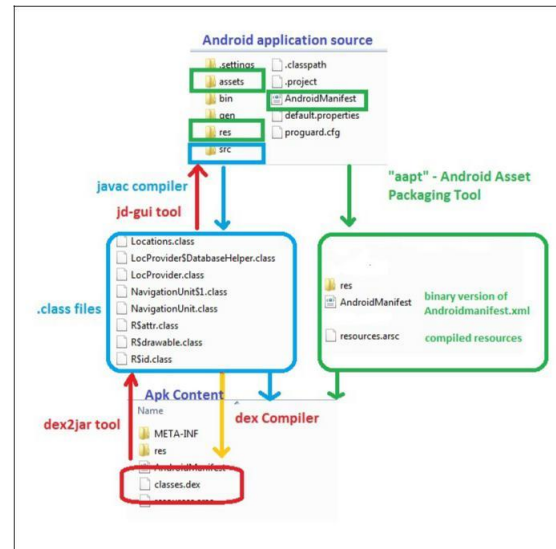 Android application source
.settings
assets
bin
gen
res
src
.classpath
.project
AndroidManifest
default.properties
proguard.cfg
javac compiler
jd-gui tool
"aapt" - Android Asset
Packaging Tool
.class files
Locations.class
LocProvider$DatabaseHelper.class
LocProvider.class
NavigationUnit$1.class
NavigationUnit.class
R$attr.class
R$drawable.class
R$id.class
res
AndroidManifest
resources.arsc
binary version of
Androidmanifest.xml
compiled resources
Apk Content
dex2jar tool
dex Compiler
Name
META-INF
res
AndroidManifest
classes.dex
resources.arsc